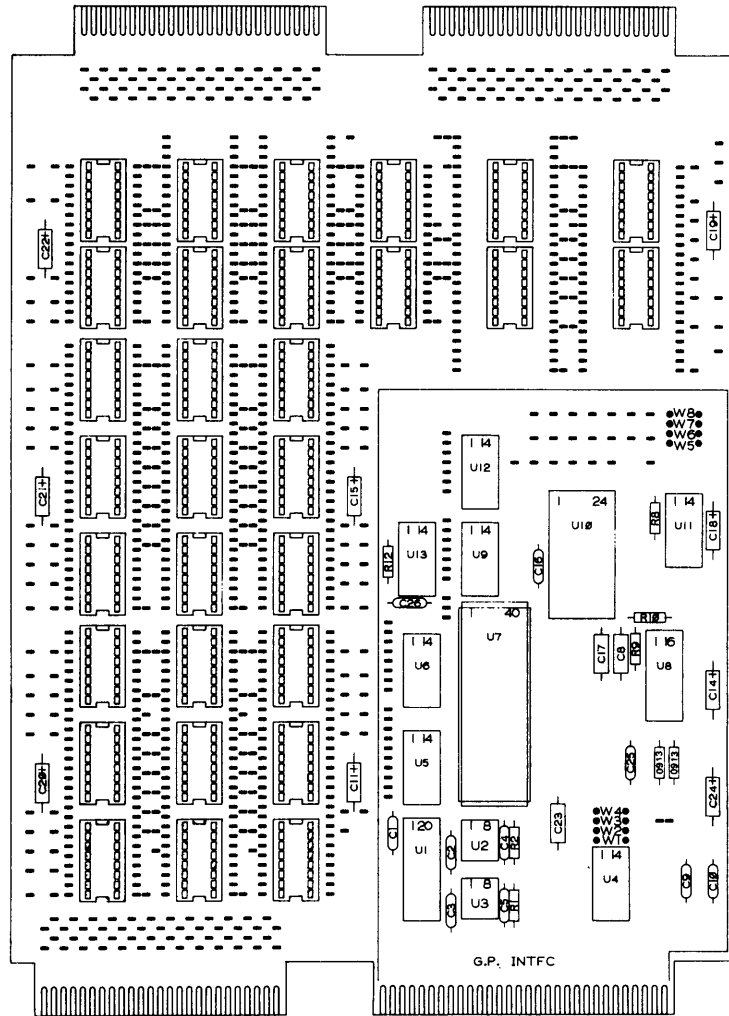 C22+
C19+
W8
W7
W6
W5
1 14
U12
C21+
C15+
1 24
U10
R8
1 14
U11
C18+
1 14
U13
1 14
U9
R12
C16
C26
1 40
U7
R10
1 14
U6
C17
C8
R9
1 16
U8
C14+
1 14
U5
C20+
C11+
C25
0913
0913
C24+
C1
1 20
U1
C2
1 8
U2
C4
R2
C23
W4
W3
W2
W1
1 14
U4
C3
1 8
U3
C5
R1
C9
C10
G.P. INTFC